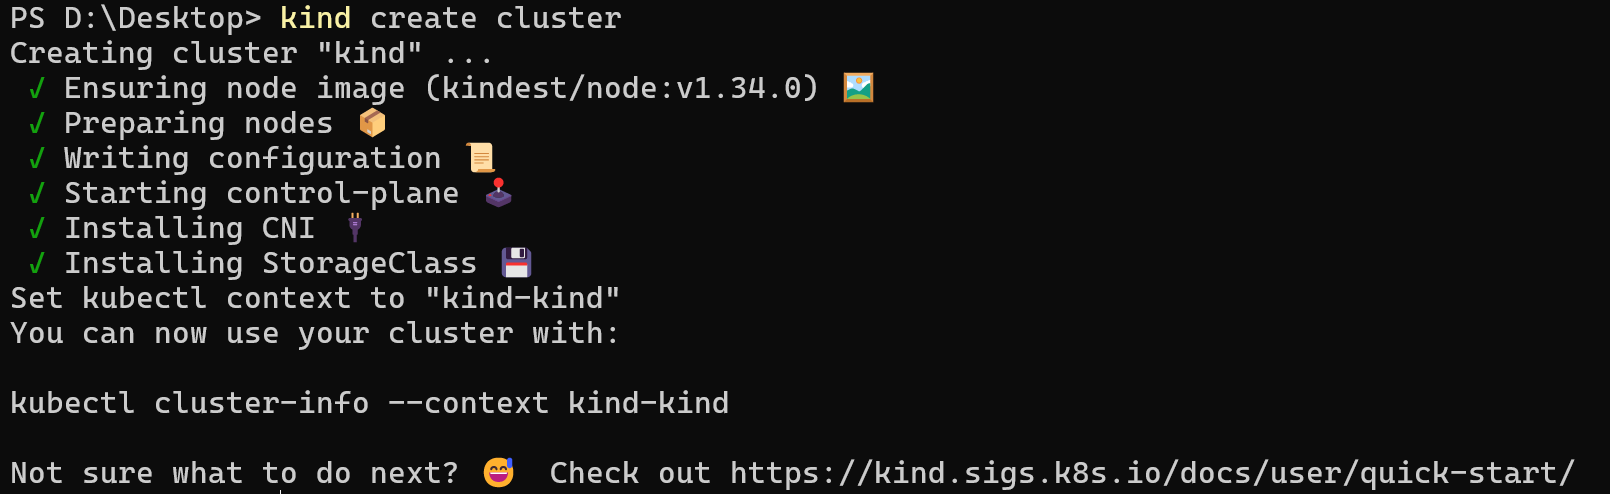 PS D:\Desktop> kind create cluster
Creating cluster "kind" ...
 ✓ Ensuring node image (kindest/node:v1.34.0) 🖼
 ✓ Preparing nodes 📦
 ✓ Writing configuration 📜
 ✓ Starting control-plane 🕹️
 ✓ Installing CNI 🔌
 ✓ Installing StorageClass 💾
Set kubectl context to "kind-kind"
You can now use your cluster with:

kubectl cluster-info --context kind-kind

Not sure what to do next? 😅  Check out https://kind.sigs.k8s.io/docs/user/quick-start/